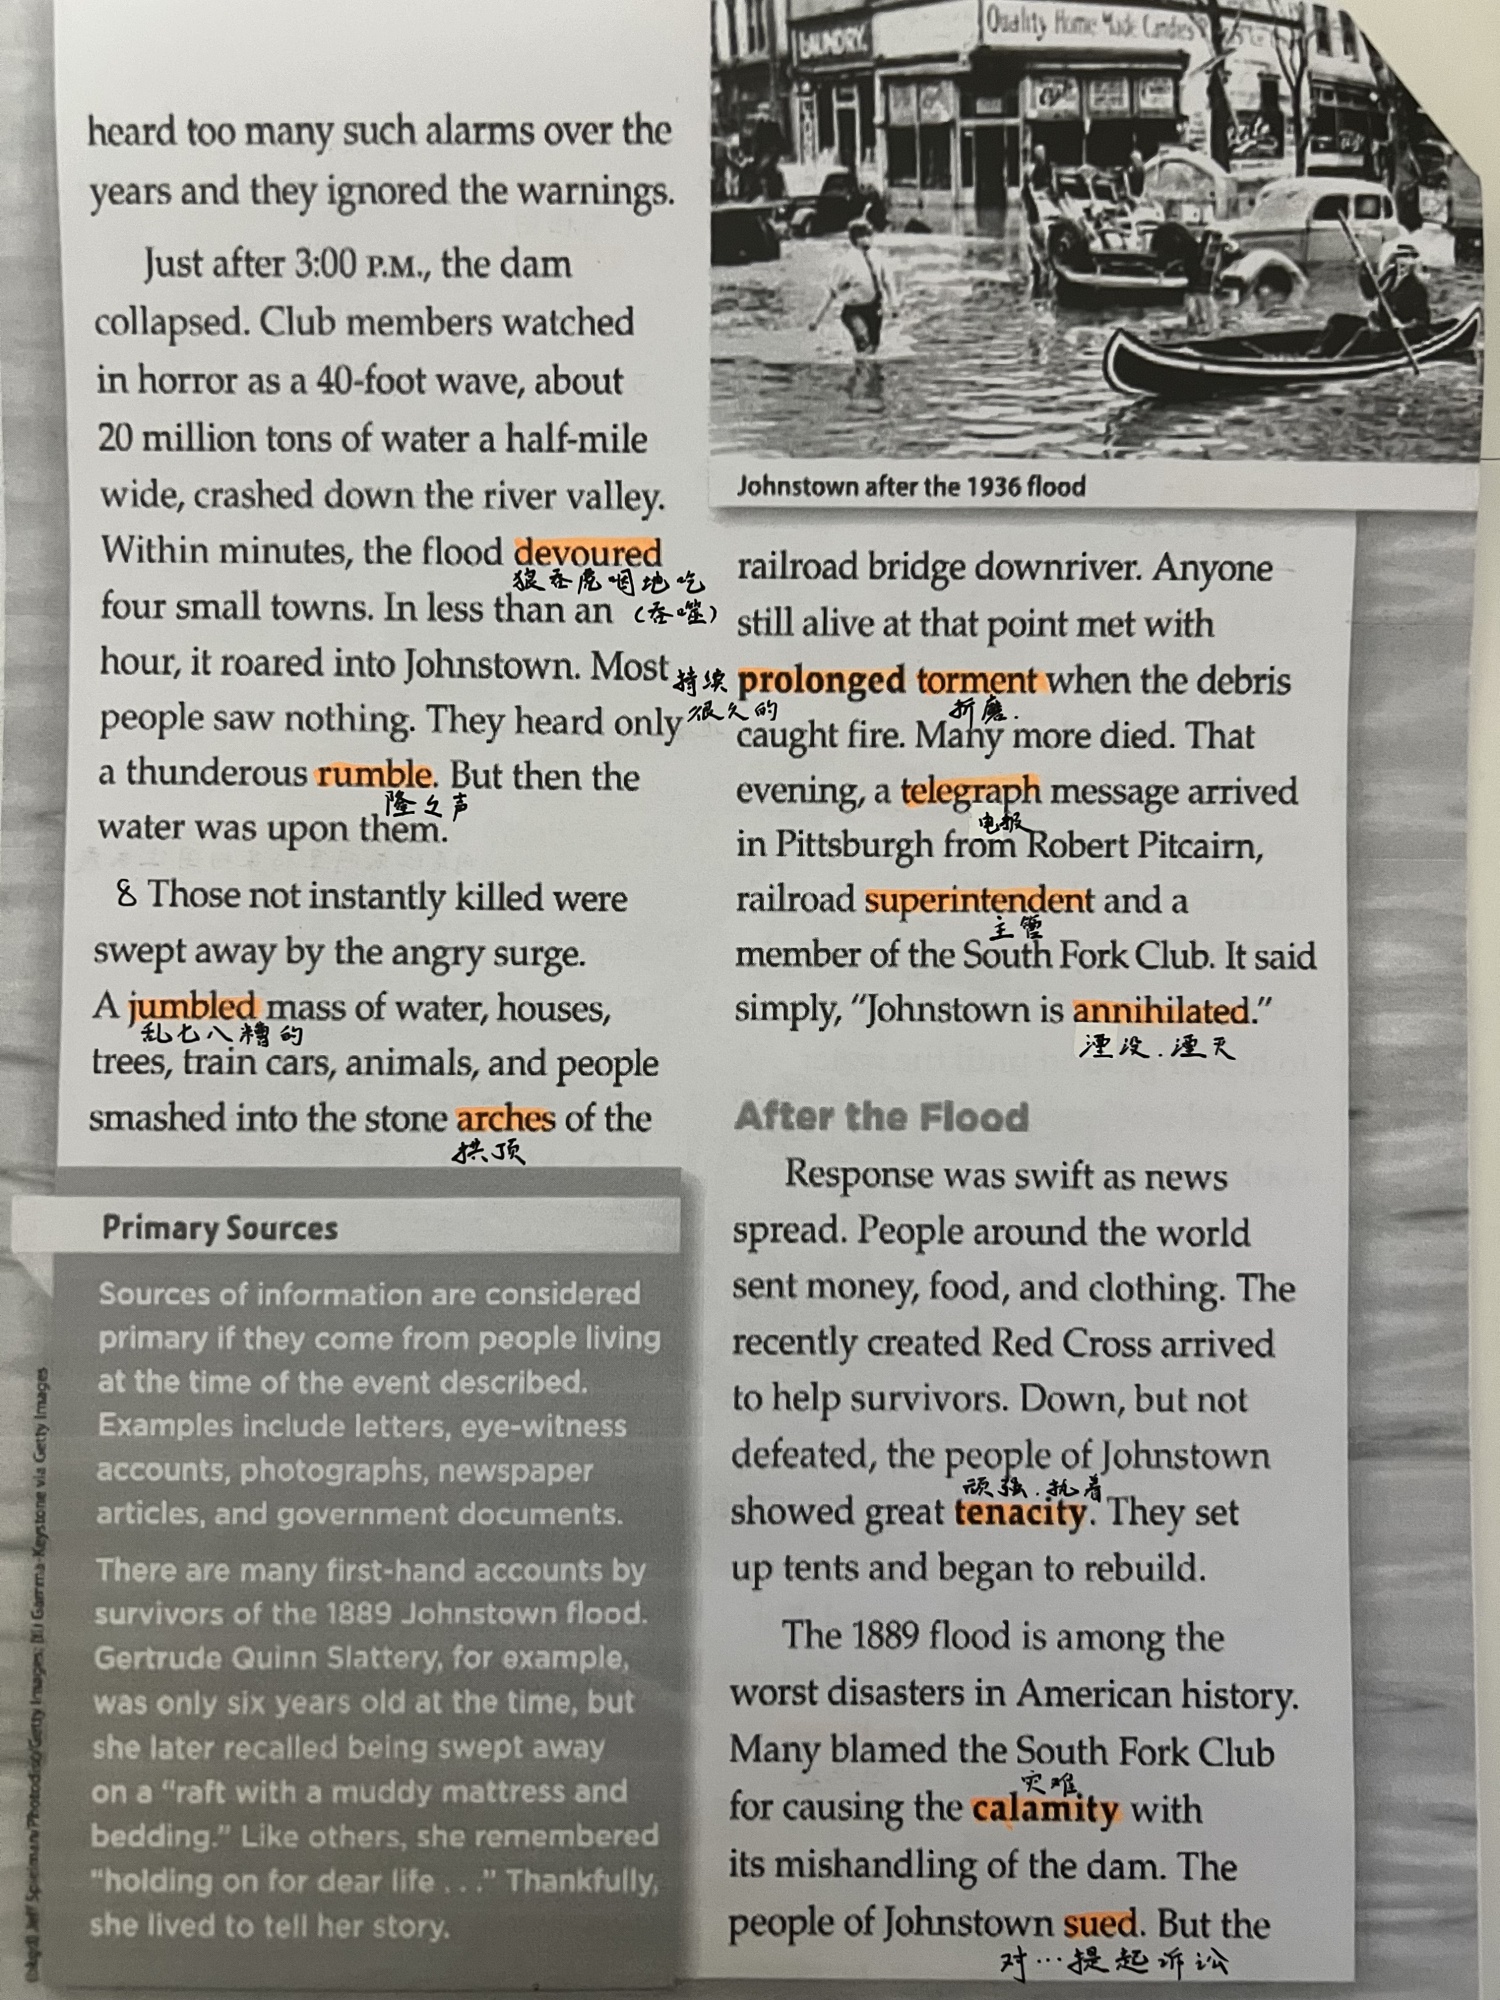 LAUNDRY.
Quality Home Made Candies
heard too many such alarms over the
years and they ignored the warnings.
Just after 3:00 P.M., the dam
collapsed. Club members watched
in horror as a 40-foot wave, about
20 million tons of water a half-mile
wide, crashed down the river valley.
Within minutes, the flood devoured
狼吞虎咽地吃
four small towns. In less than an (吞噬)
hour, it roared into Johnstown. Most
people saw nothing. They heard only
a thunderous rumble. But then the
隆隆声
water was upon them.
8 Those not instantly killed were
swept away by the angry surge.
A jumbled mass of water, houses,
乱七八糟的
trees, train cars, animals, and people
smashed into the stone arches of the
拱顶
Primary Sources
Sources of information are considered
primary if they come from people living
at the time of the event described.
Examples include letters, eye-witness
accounts, photographs, newspaper
articles, and government documents.
There are many first-hand accounts by
survivors of the 1889 Johnstown flood.
Gertrude Quinn Slattery, for example,
was only six years old at the time, but
she later recalled being swept away
on a "raft with a muddy mattress and
bedding." Like others, she remembered
"holding on for dear life . . ." Thankfully,
she lived to tell her story.
Johnstown after the 1936 flood
railroad bridge downriver. Anyone
still alive at that point met with
持续 prolonged torment when the debris
很久的 折磨.
caught fire. Many more died. That
evening, a telegraph message arrived
电报
in Pittsburgh from Robert Pitcairn,
railroad superintendent and a
主管
member of the South Fork Club. It said
simply, "Johnstown is annihilated."
湮没.湮灭
After the Flood
Response was swift as news
spread. People around the world
sent money, food, and clothing. The
recently created Red Cross arrived
to help survivors. Down, but not
defeated, the people of Johnstown
顽强.执着
showed great tenacity. They set
up tents and began to rebuild.
The 1889 flood is among the
worst disasters in American history.
Many blamed the South Fork Club
灾难
for causing the calamity with
its mishandling of the dam. The
people of Johnstown sued. But the
对…提起诉讼